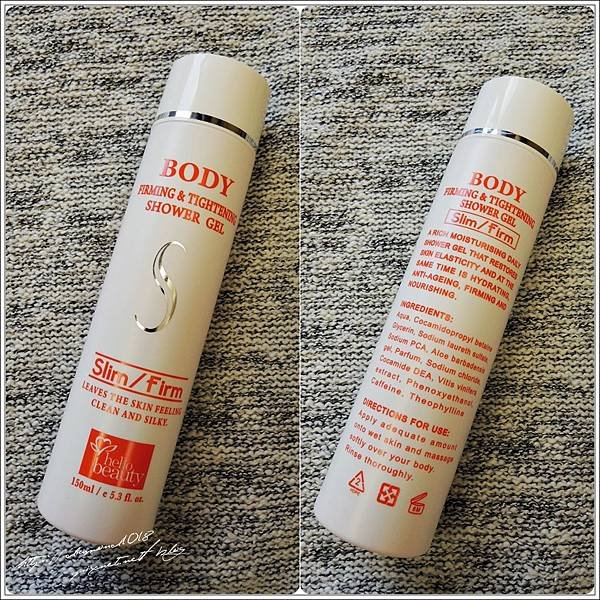 BODY
FIRMING & TIGHTENING
SHOWER GEL
Slim/firm
LEAVES THE SKIN FEELING
CLEAN AND SILKY.
hello
beauty
150ml / e 5.3 fl. oz.
BODY
FIRMING & TIGHTENING
SHOWER GEL
Slim/firm
A RICH MOISTURISING DAILY
SHOWER GEL THAT RESTORES
SKIN ELASTICITY AND AT THE
SAME TIME IS HYDRATING,
ANTI-AGEING, FIRMING AND
NOURISHING.
INGREDIENTS:
Aqua, Cocamidopropyl betaine
Glycerin, Sodium laureth sulfate,
Sodium PCA, Aloe barbadensis
gel, Parfum, Sodium chloride,
Cocamide DEA, Vitis vinifera
extract, Phenoxyethanol,
Caffeine, Theophylline
DIRECTIONS FOR USE:
Apply adequate amount
onto wet skin and massage
softly over your body.
Rinse thoroughly.
2
HDPE